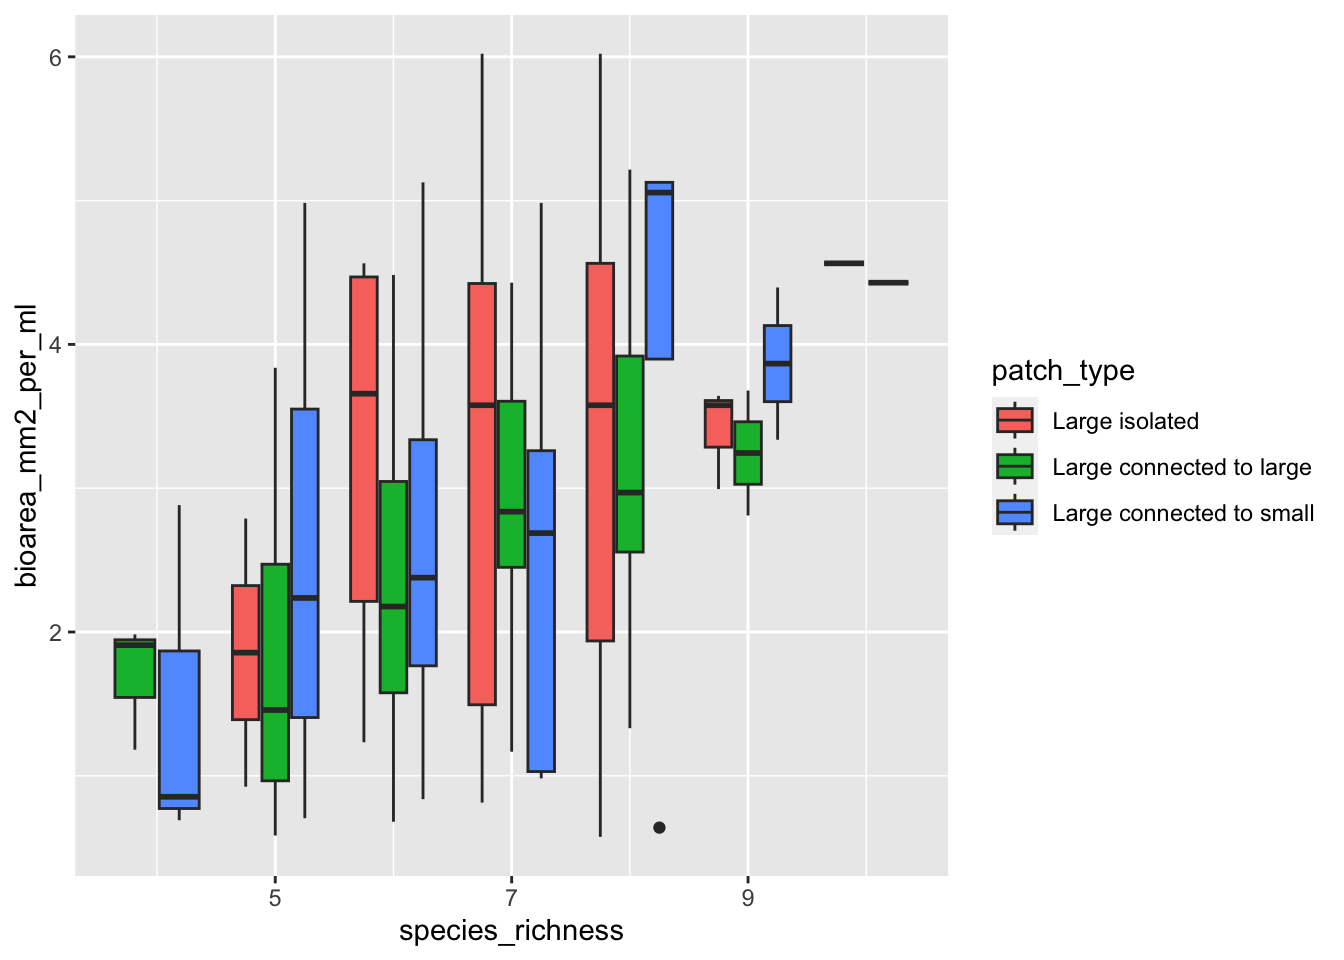 6
4
2
bioarea_mm2_per_ml
5 7 9
species_richness
patch_type
Large isolated
Large connected to large
Large connected to small